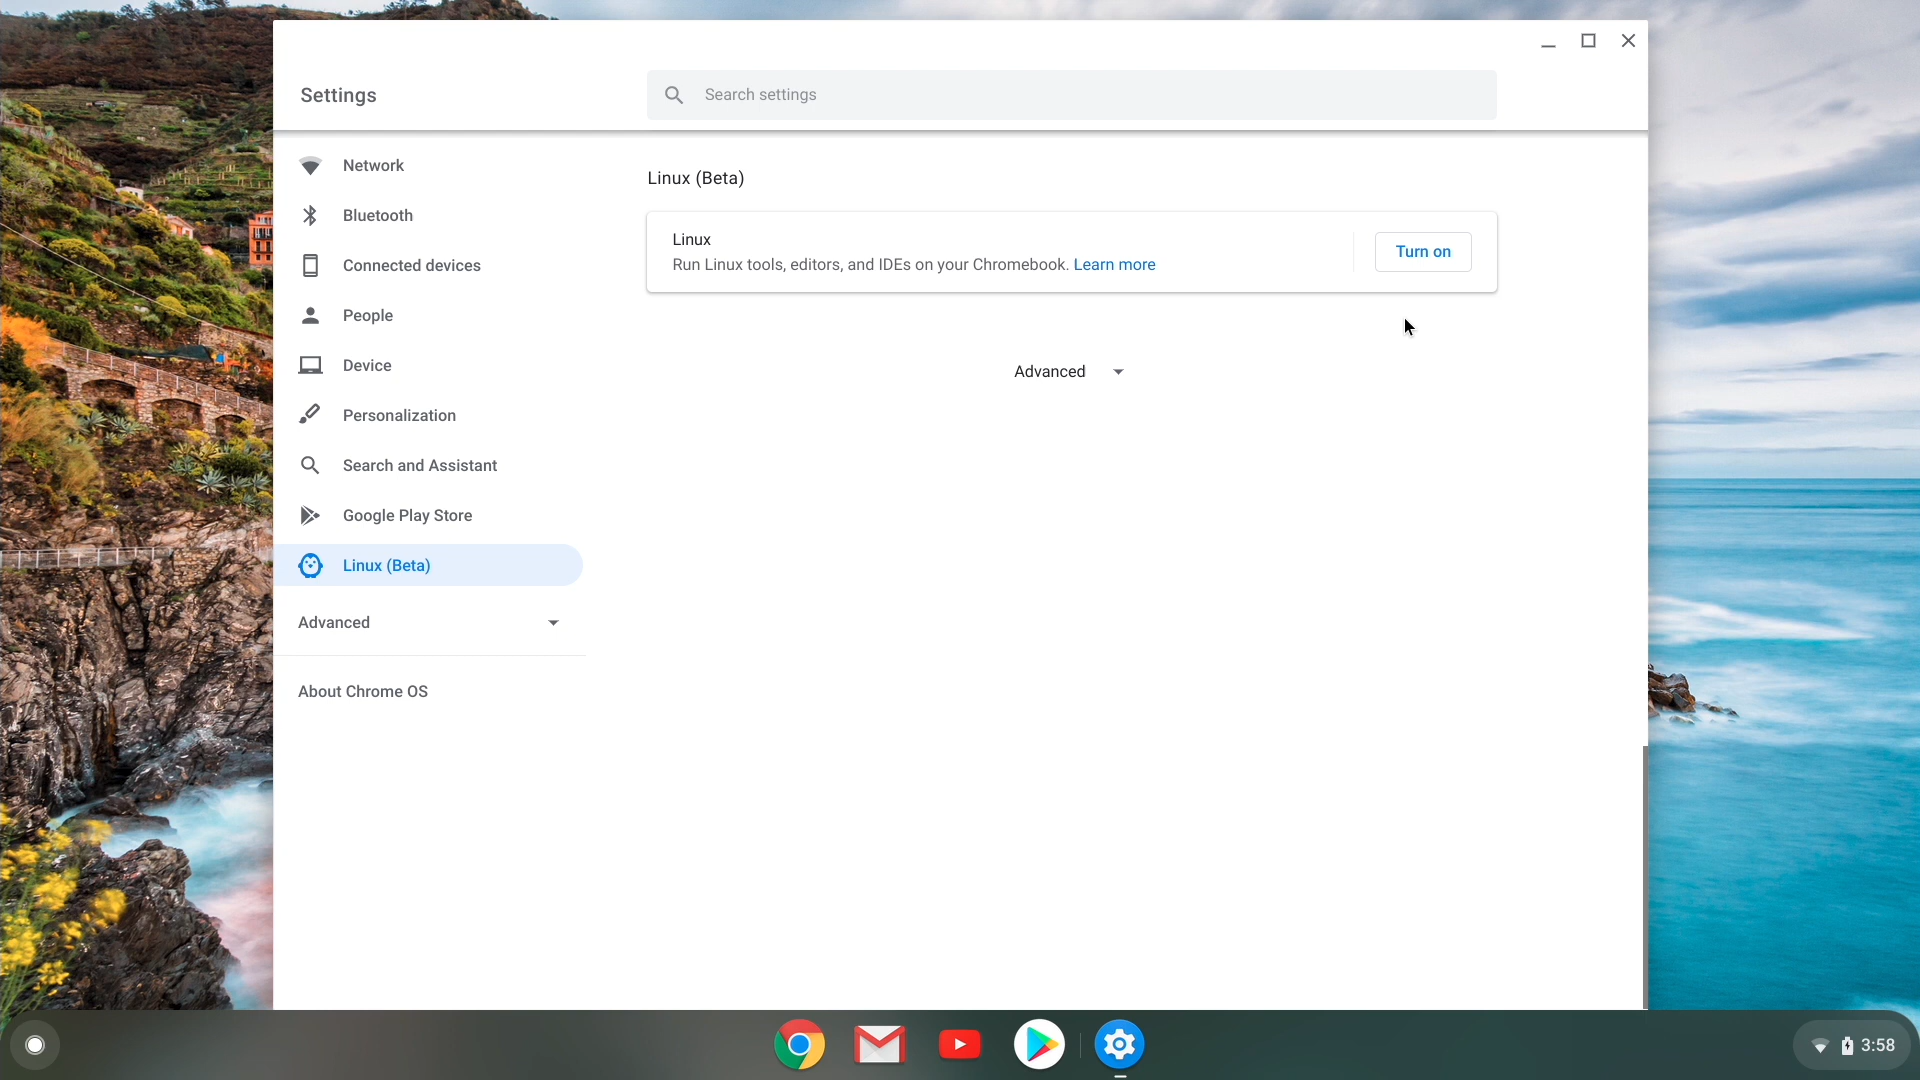 Settings
Search settings
Network
Bluetooth
Connected devices
People
Device
Personalization
Search and Assistant
Google Play Store
Linux (Beta)
Advanced
About Chrome OS
Linux (Beta)
Linux
Run Linux tools, editors, and IDEs on your Chromebook. Learn more
Turn on
Advanced
3:58